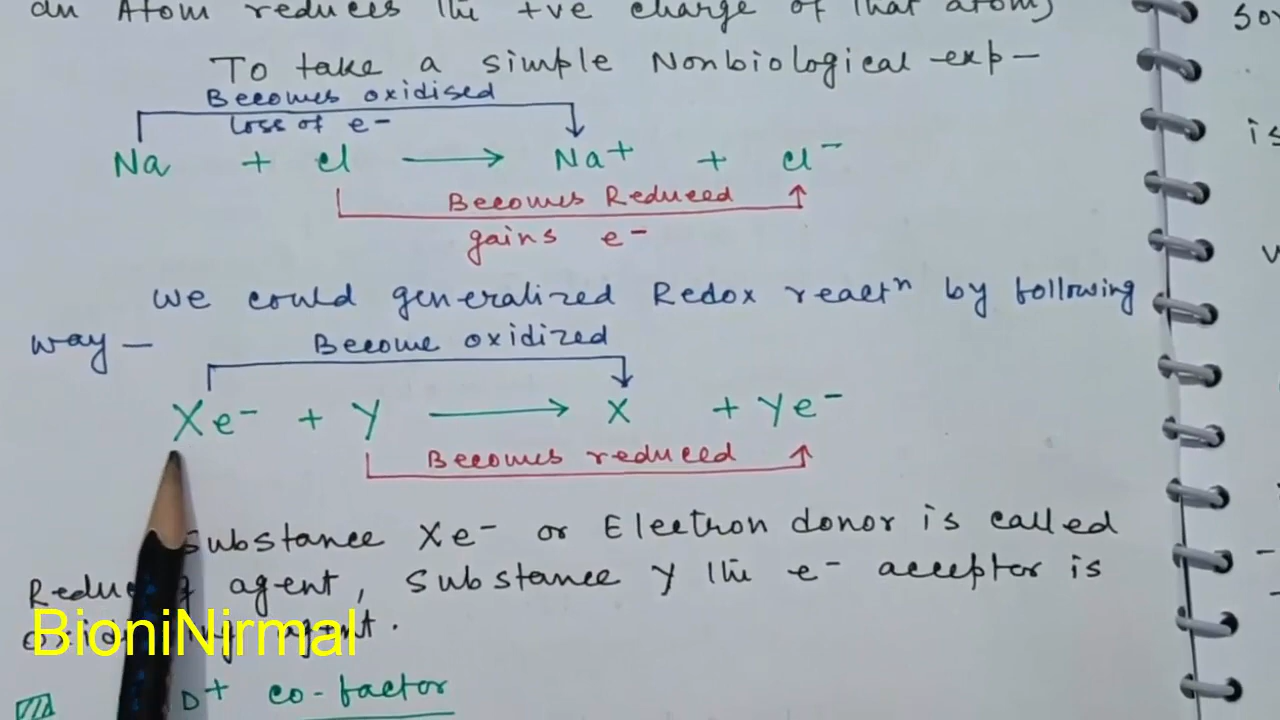 an Atom reduces the +ve charge of that atom)
To take a simple Nonbiological exp —
Becomes oxidised
loss of e-
Na + Cl → Na+ + Cl-
Becomes Reduced
gains e-
we could generalized Redox reactn by following
way —
Become oxidized
Xe- + Y → X + Ye-
Becomes reduced
substance Xe- or Electron donor is called
agent, substance Y the e- acceptor is
agent.
BioniNirmal
D+ co-factor
is